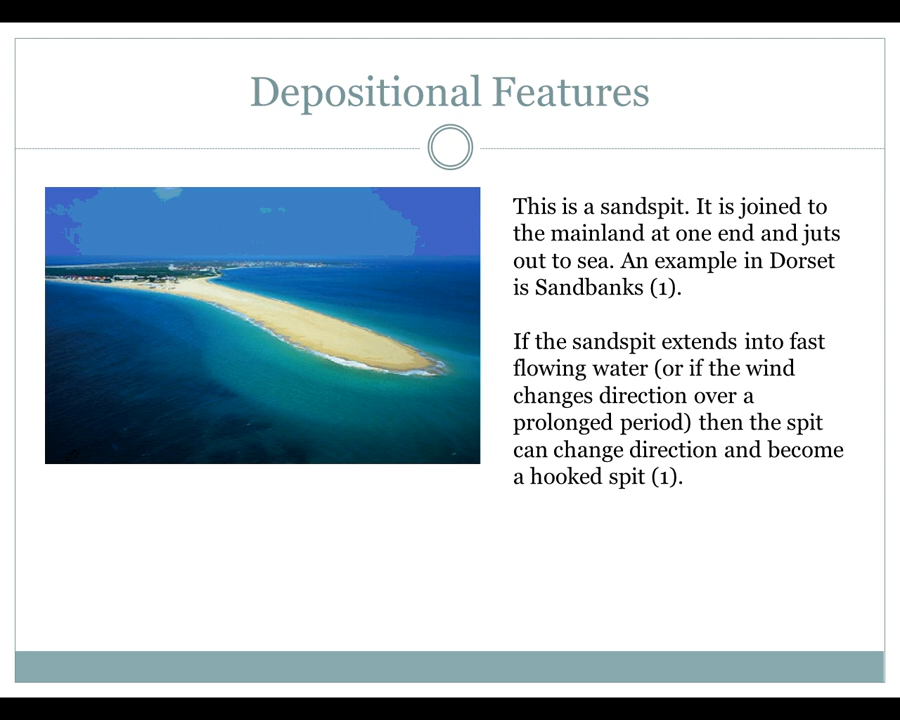 Depositional Features
This is a sandspit. It is joined to
the mainland at one end and juts
out to sea. An example in Dorset
is Sandbanks (1).
If the sandspit extends into fast
flowing water (or if the wind
changes direction over a
prolonged period) then the spit
can change direction and become
a hooked spit (1).